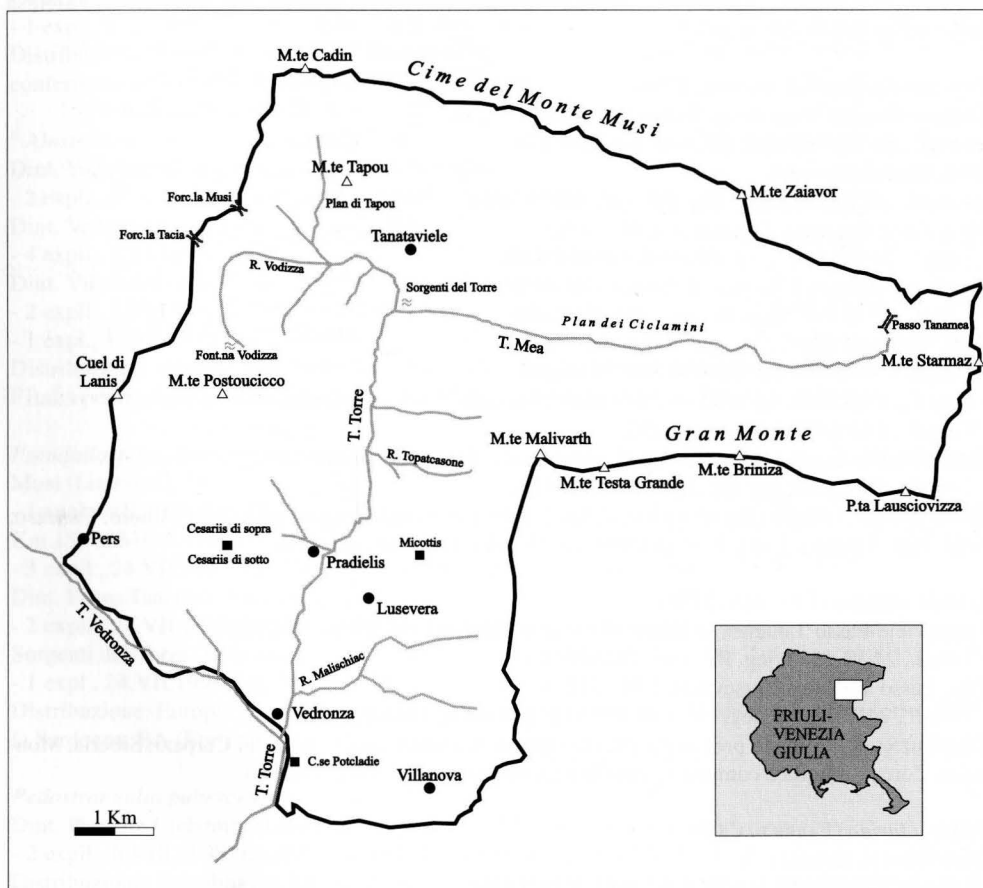 M.te Cadin
Cime del Monte Musi
M.te Tapou
M.te Zaiavor
Forc.la Musi
Plan di Tapou
Forc.la Tacia
Tanataviele
R. Vodizza
Sorgenti del Torre
Plan dei Ciclamini
Passo Tanamea
T. Mea
Font.na Vodizza
Cuel di
Lanis
M.te Postoucicco
M.te Starmaz
T. Torre
M.te Malivarth
Gran Monte
R. Topatcasone
M.te Testa Grande
M.te Briniza
P.ta Lausciovizza
Pers
Cesariis di sopra
Cesariis di sotto
Pradielis
Micottis
Lusevera
T. Vedronza
R. Malischiac
Vedronza
T. Torre
C.se Potcladie
Villanova
1 Km
FRIULI-
VENEZIA
GIULIA